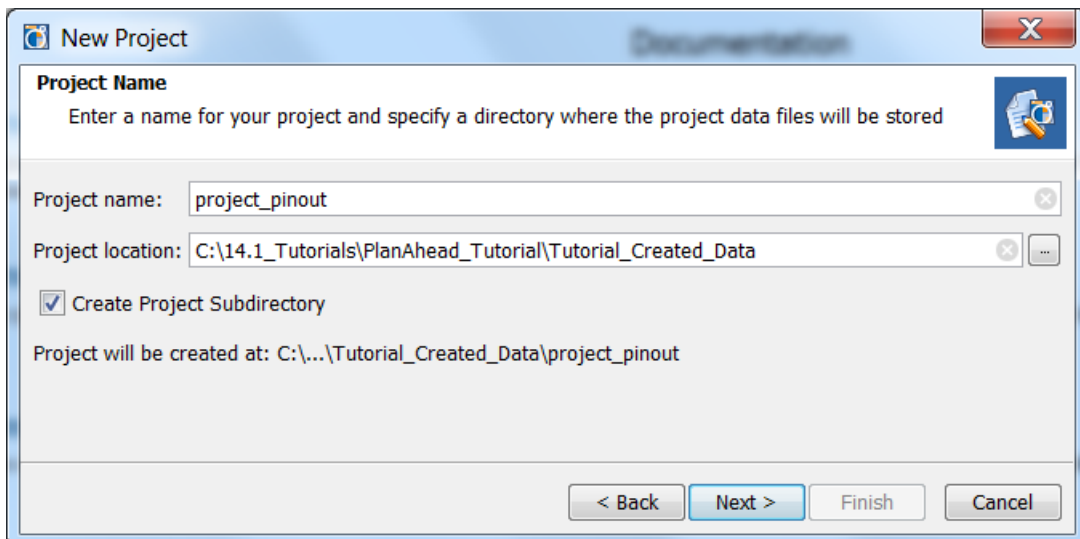 New Project
Documentation
Project Name
Enter a name for your project and specify a directory where the project data files will be stored
Project name: project_pinout
Project location: C:\14.1_Tutorials\PlanAhead_Tutorial\Tutorial_Created_Data ...
Create Project Subdirectory
Project will be created at: C:\...\Tutorial_Created_Data\project_pinout
< Back Next > Finish Cancel